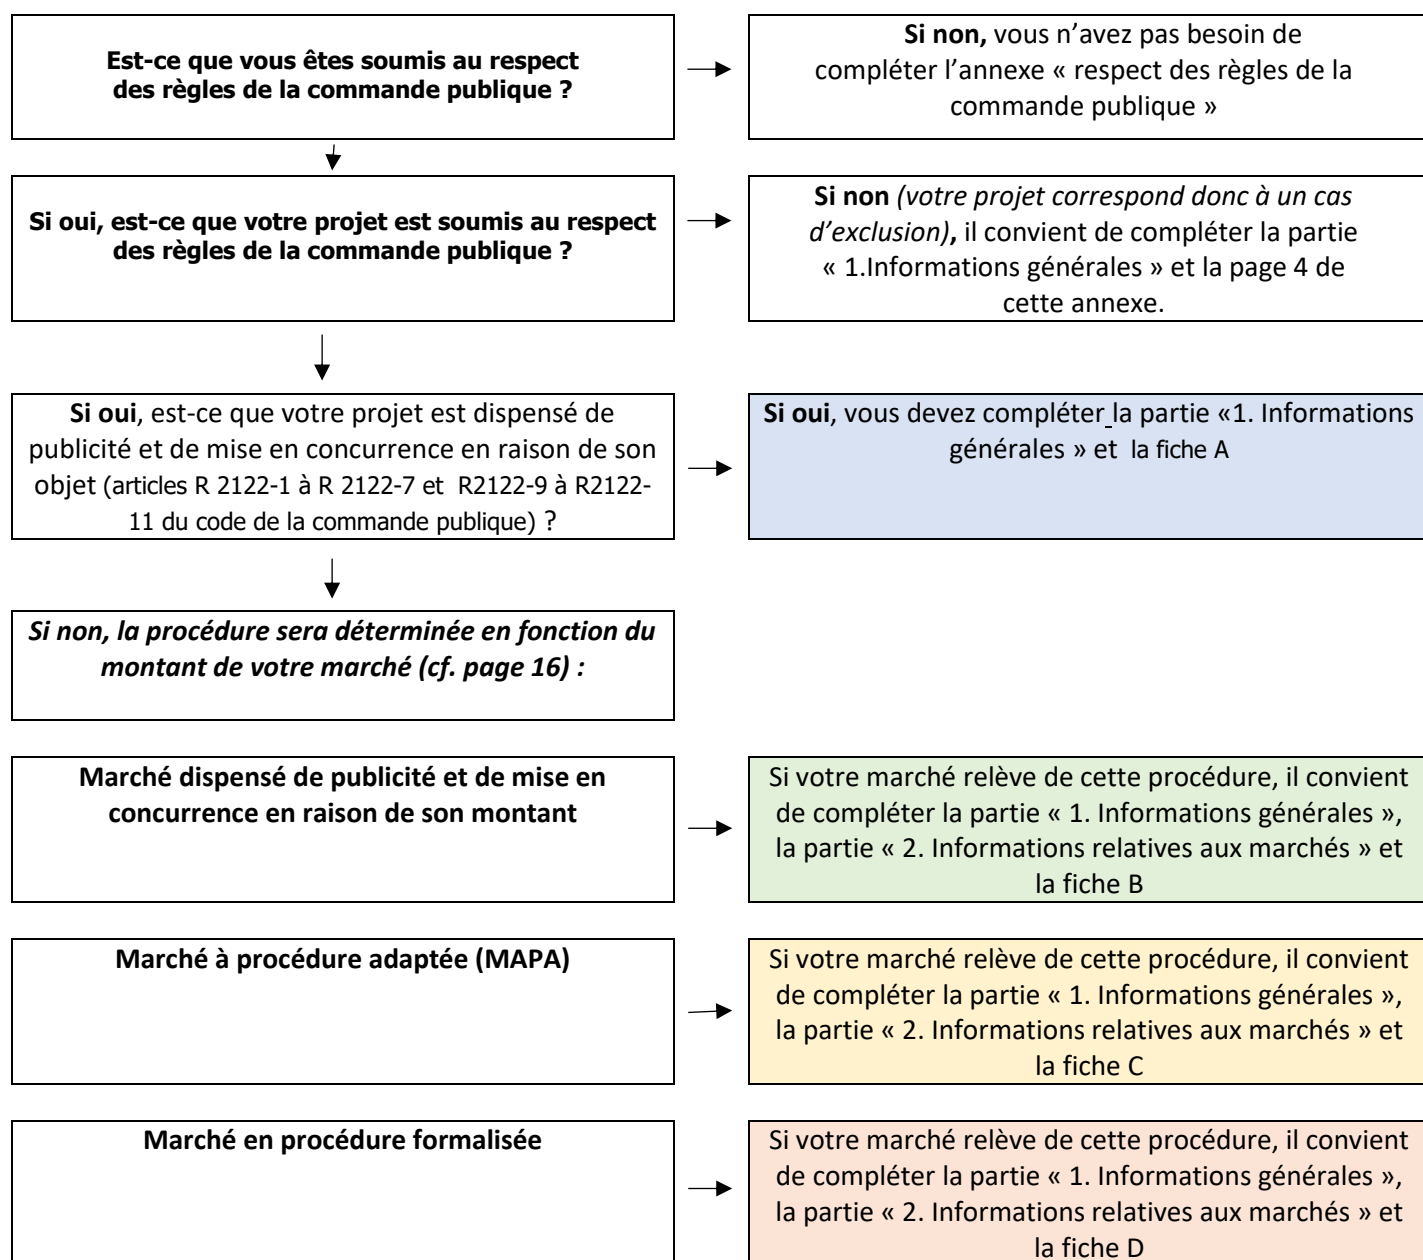 Est-ce que vous êtes soumis au respect
des règles de la commande publique ?
Si non, vous n’avez pas besoin de
compléter l’annexe « respect des règles de la
commande publique »
Si oui, est-ce que votre projet est soumis au respect
des règles de la commande publique ?
Si non (votre projet correspond donc à un cas
d’exclusion), il convient de compléter la partie
« 1.Informations générales » et la page 4 de
cette annexe.
Si oui, est-ce que votre projet est dispensé de
publicité et de mise en concurrence en raison de son
objet (articles R 2122-1 à R 2122-7 et R2122-9 à R2122-
11 du code de la commande publique) ?
Si oui, vous devez compléter la partie «1. Informations
générales » et la fiche A
Si non, la procédure sera déterminée en fonction du
montant de votre marché (cf. page 16) :
Marché dispensé de publicité et de mise en
concurrence en raison de son montant
Si votre marché relève de cette procédure, il convient
de compléter la partie « 1. Informations générales »,
la partie « 2. Informations relatives aux marchés » et
la fiche B
Marché à procédure adaptée (MAPA)
Si votre marché relève de cette procédure, il convient
de compléter la partie « 1. Informations générales »,
la partie « 2. Informations relatives aux marchés » et
la fiche C
Marché en procédure formalisée
Si votre marché relève de cette procédure, il convient
de compléter la partie « 1. Informations générales »,
la partie « 2. Informations relatives aux marchés » et
la fiche D